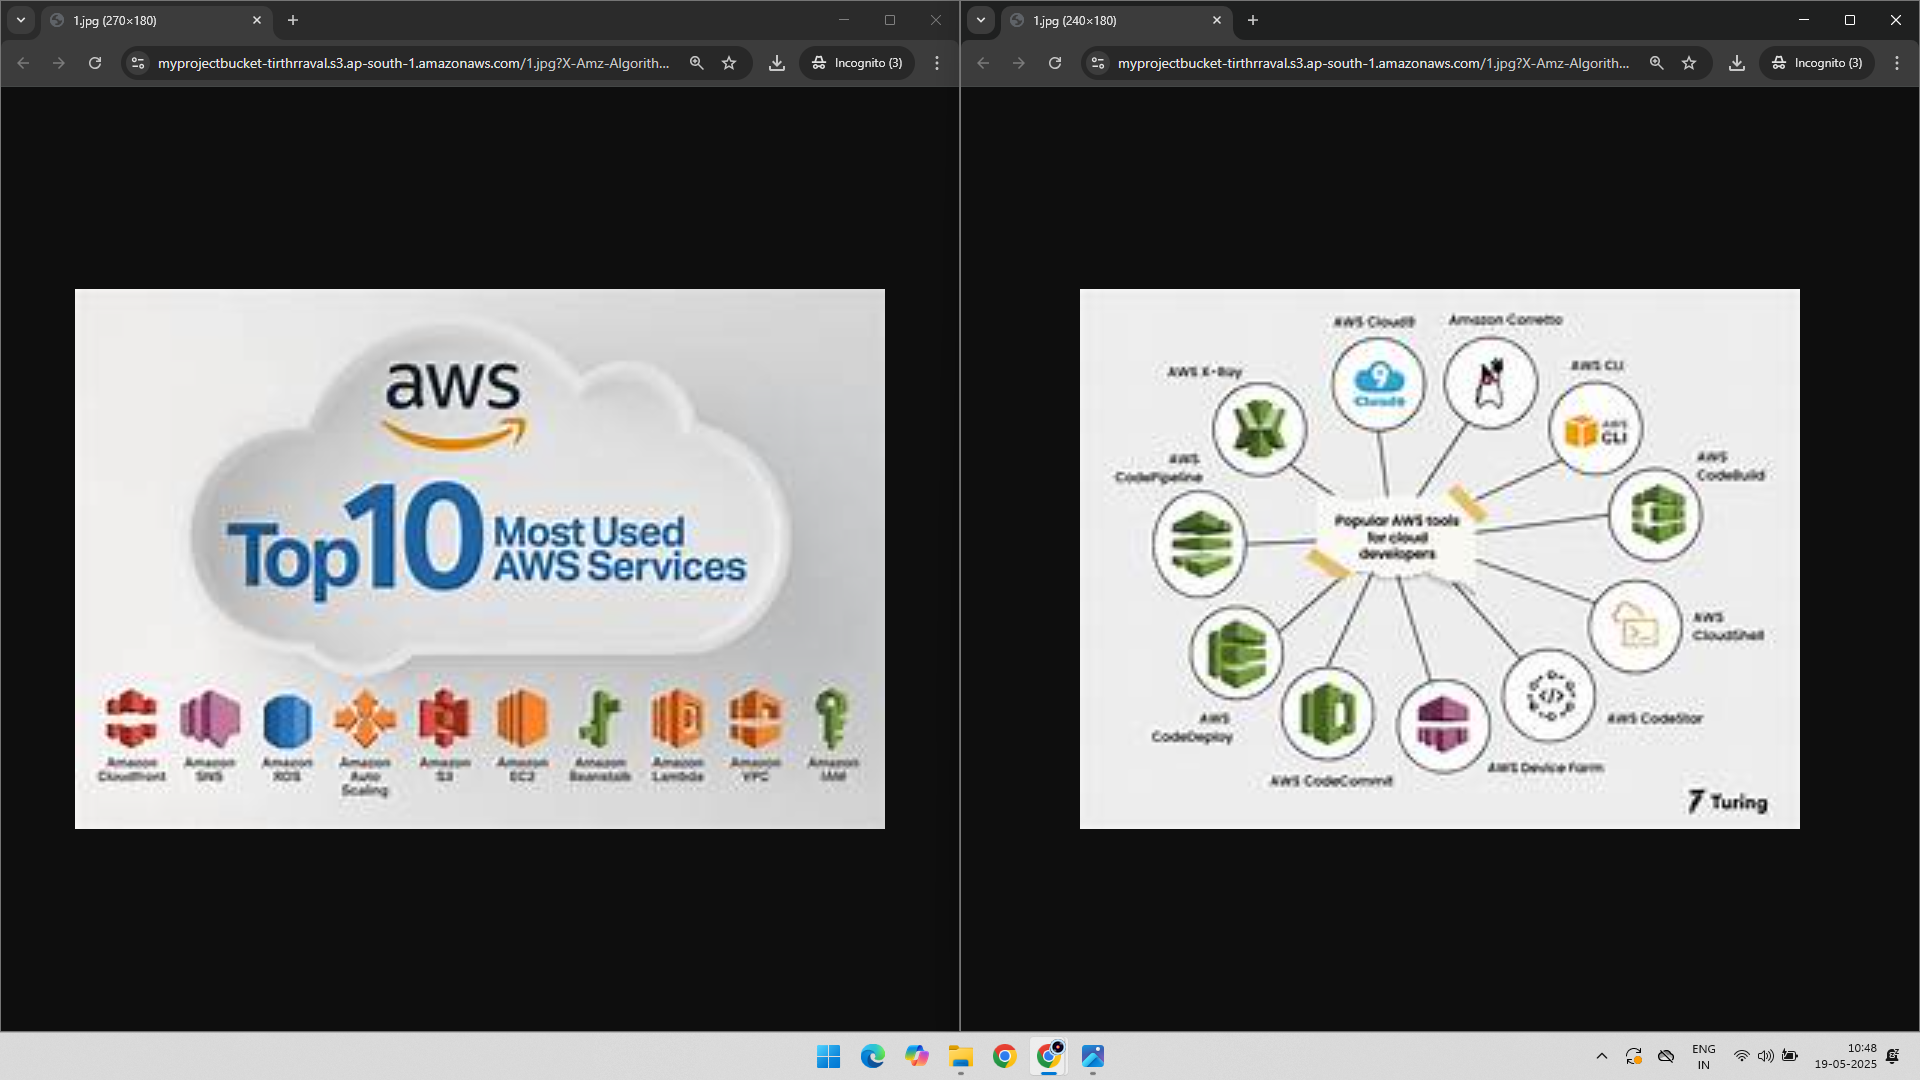 1.jpg (270×180)
myprojectbucket-tirthrraval.s3.ap-south-1.amazonaws.com/1.jpg?X-Amz-Algorith...
Incognito (3)
aws
Top10 Most Used
AWS Services
Amazon
Cloudfront
Amazon
SNS
Amazon
RDS
Amazon
Auto
Scaling
Amazon
S3
Amazon
EC2
Amazon
Beanstalk
Amazon
Lambda
Amazon
VPC
Amazon
IAM
1.jpg (240×180)
myprojectbucket-tirthrraval.s3.ap-south-1.amazonaws.com/1.jpg?X-Amz-Algorith...
Incognito (3)
AWS Cloud9
Amazon Corretto
AWS X-Ray
AWS CLI
9
Cloud9
AWS
CLI
AWS
CodePipeline
AWS
CodeBuild
Popular AWS tools
for cloud
developers
AWS
CloudShell
AWS
CodeDeploy
AWS CodeStar
AWS CodeCommit
AWS Device Farm
Turing
ENG
IN
10:48
19-05-2025